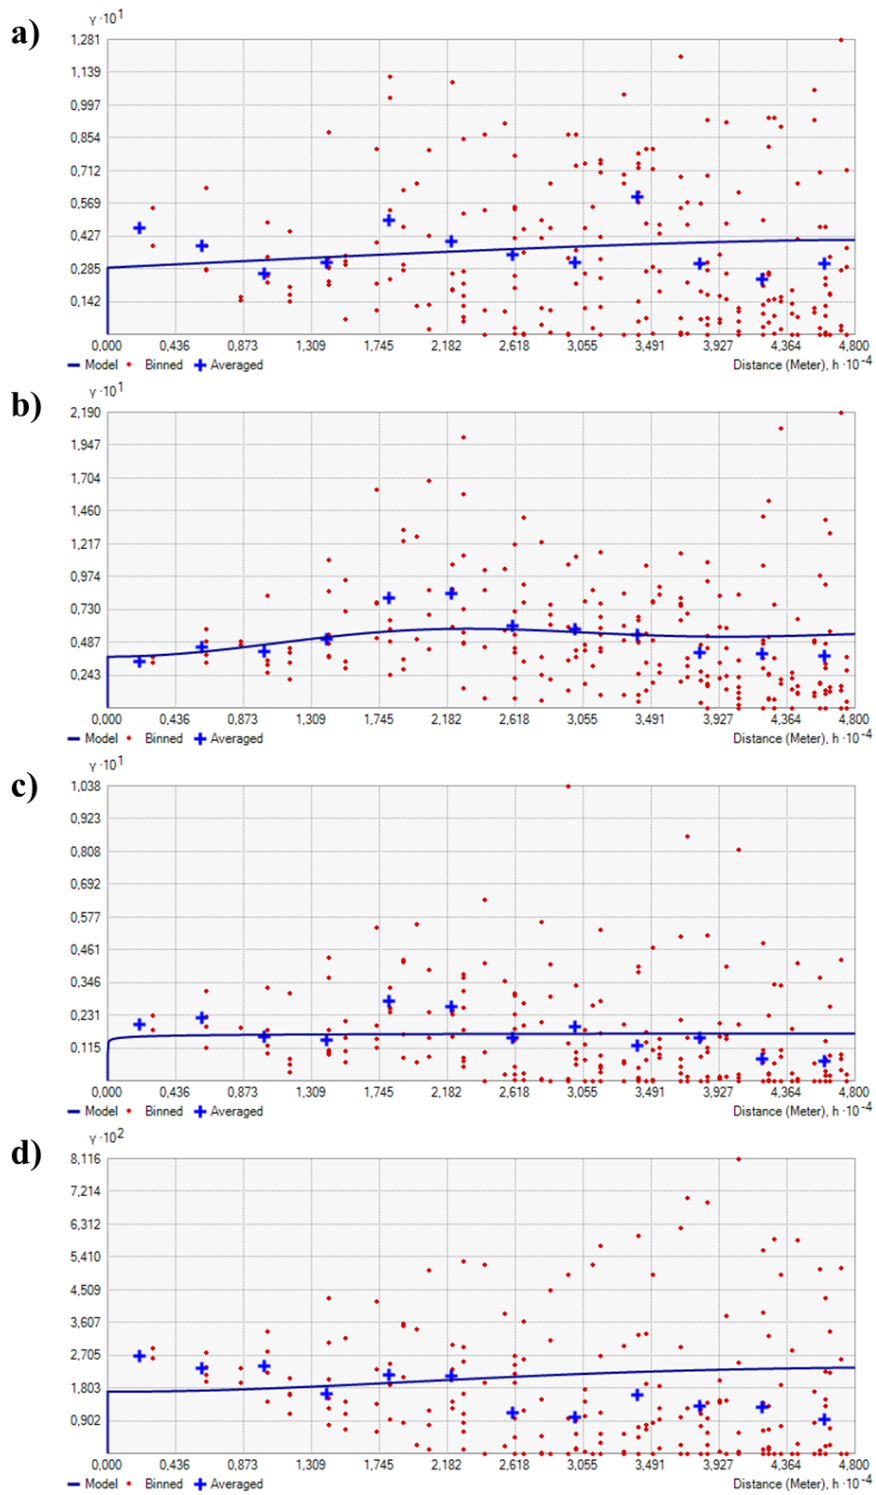 a)
γ·10¹
1,281
1,139
0,997
0,854
0,712
0,569
0,427
0,285
0,142
0,000 0,436 0,873 1,309 1,745 2,182 2,618 3,055 3,491 3,927 4,364 4,800
Model Binned Averaged Distance (Meter), h·10⁻⁴
b)
γ·10¹
2,190
1,947
1,704
1,460
1,217
0,974
0,730
0,487
0,243
0,000 0,436 0,873 1,309 1,745 2,182 2,618 3,055 3,491 3,927 4,364 4,800
Model Binned Averaged Distance (Meter), h·10⁻⁴
c)
γ·10¹
1,038
0,923
0,808
0,692
0,577
0,461
0,346
0,231
0,115
0,000 0,436 0,873 1,309 1,745 2,182 2,618 3,055 3,491 3,927 4,364 4,800
Model Binned Averaged Distance (Meter), h·10⁻⁴
d)
γ·10²
8,116
7,214
6,312
5,410
4,509
3,607
2,705
1,803
0,902
0,000 0,436 0,873 1,309 1,745 2,182 2,618 3,055 3,491 3,927 4,364 4,800
Model Binned Averaged Distance (Meter), h·10⁻⁴